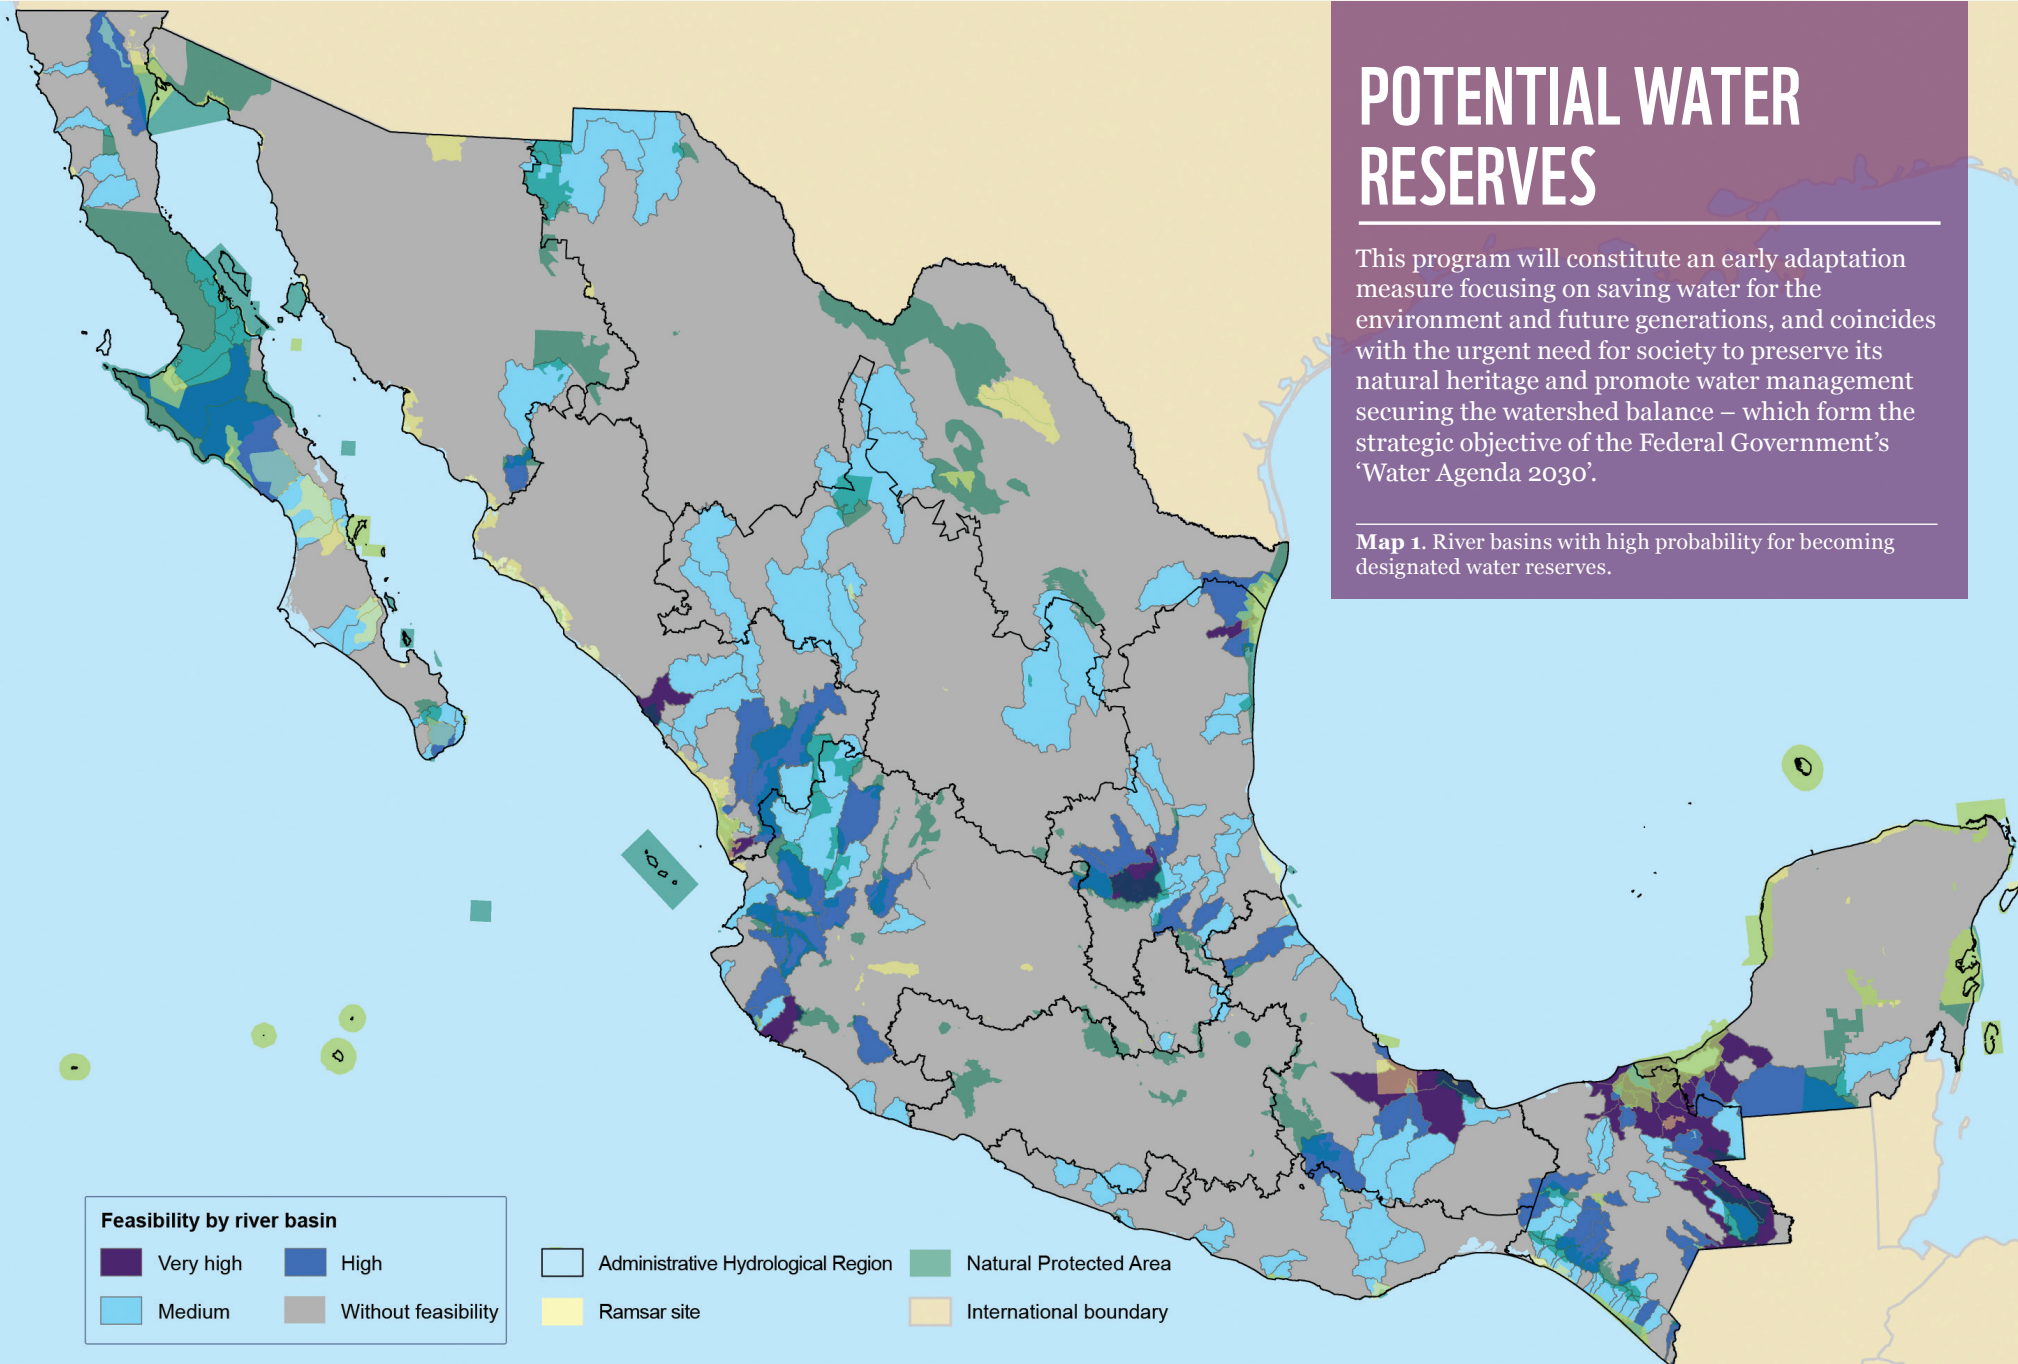 POTENTIAL WATER
RESERVES
This program will constitute an early adaptation
measure focusing on saving water for the
environment and future generations, and coincides
with the urgent need for society to preserve its
natural heritage and promote water management
securing the watershed balance – which form the
strategic objective of the Federal Government’s
‘Water Agenda 2030’.
Map 1. River basins with high probability for becoming
designated water reserves.
Feasibility by river basin
Very high
High
Medium
Without feasibility
Administrative Hydrological Region
Natural Protected Area
Ramsar site
International boundary